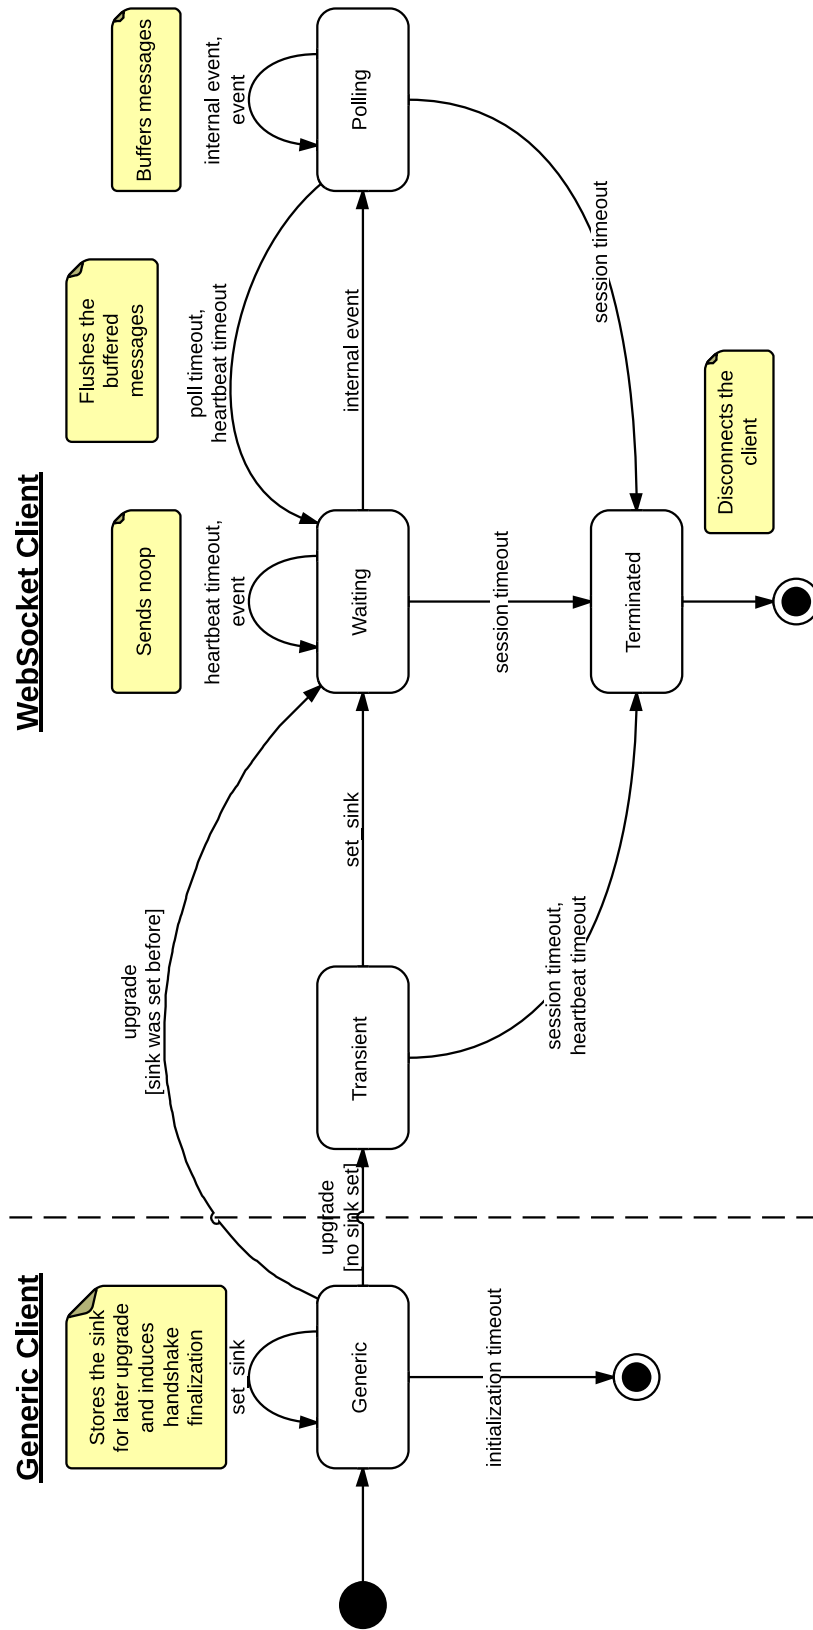 Generic Client
WebSocket Client
Stores the sink
for later upgrade
and induces
handshake
finalization
set_sink
Generic
initialization timeout
upgrade
[no sink set]
upgrade
[sink was set before]
Transient
set_sink
session timeout,
heartbeat timeout
Sends noop
heartbeat timeout,
event
Waiting
session timeout
Terminated
Disconnects the
client
Flushes the
buffered
messages
poll timeout,
heartbeat timeout
internal event
Buffers messages
internal event,
event
Polling
session timeout